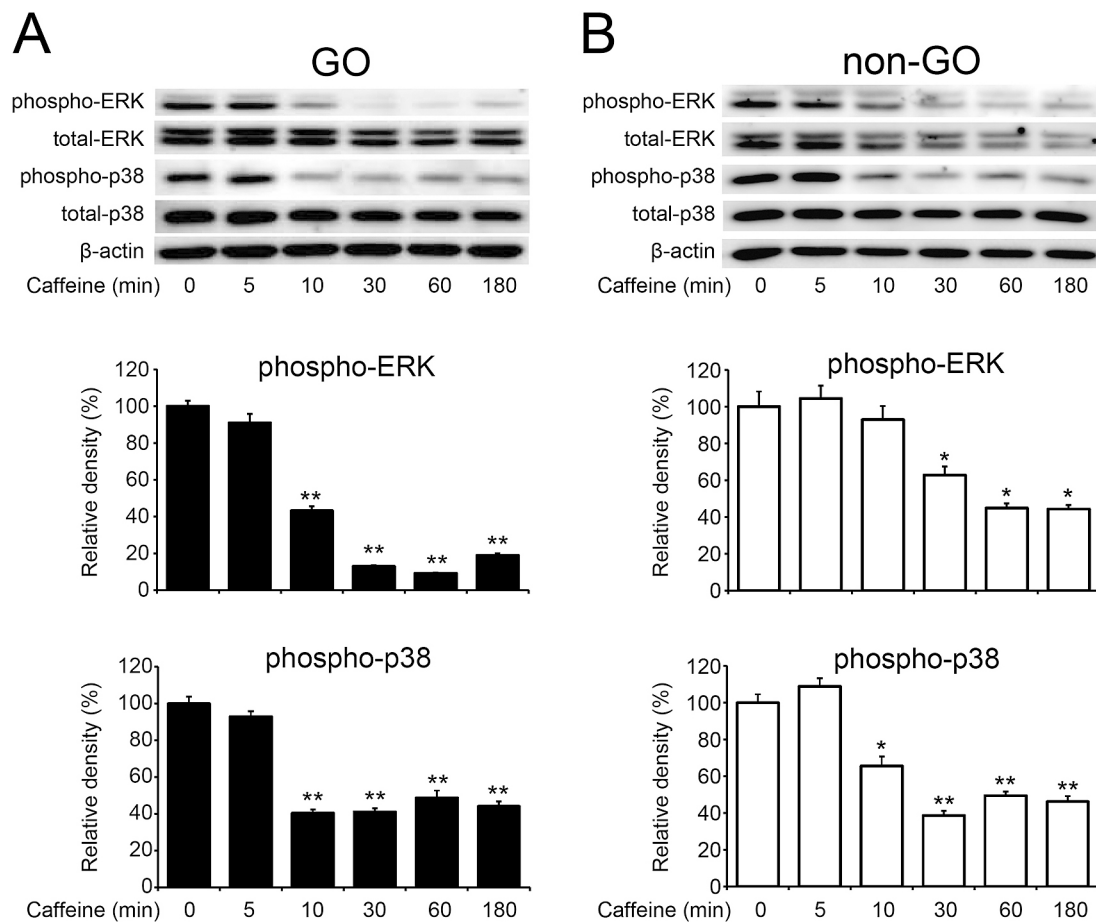 A
GO
phospho-ERK
total-ERK
phospho-p38
total-p38
β-actin
Caffeine (min) 0 5 10 30 60 180
phospho-ERK
Relative density (%)
120
100
80
60
40
20
0
** ** ** **
phospho-p38
Relative density (%)
120
100
80
60
40
20
0
** ** ** **
Caffeine (min) 0 5 10 30 60 180
B
non-GO
phospho-ERK
total-ERK
phospho-p38
total-p38
β-actin
Caffeine (min) 0 5 10 30 60 180
phospho-ERK
Relative density (%)
120
100
80
60
40
20
0
* * *
phospho-p38
Relative density (%)
120
100
80
60
40
20
0
* ** ** **
Caffeine (min) 0 5 10 30 60 180